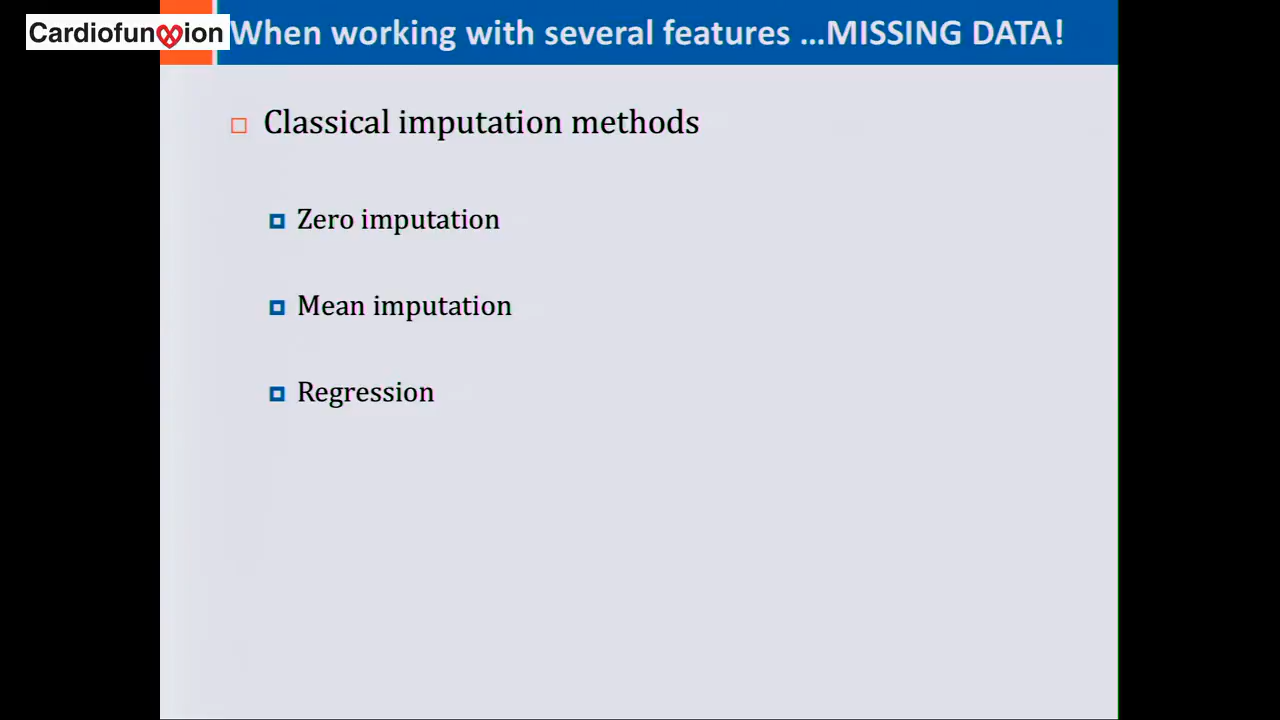 Cardiofunxion
When working with several features …MISSING DATA!
Classical imputation methods
Zero imputation
Mean imputation
Regression